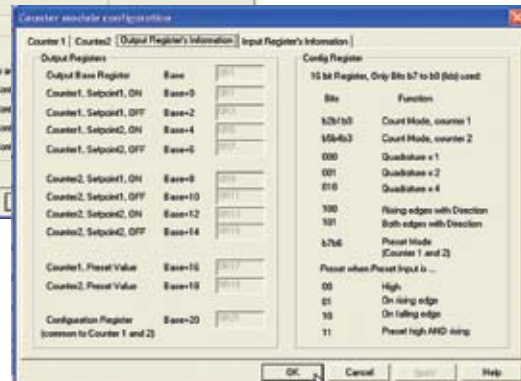 Counter module configuration
Counter 1 | Counter2 | Output Register's Information | Input Register's Information
Output Registers
Output Base Register Base
Counter1, Setpoint1, ON Base+0
Counter1, Setpoint1, OFF Base+2
Counter1, Setpoint2, ON Base+4
Counter1, Setpoint2, OFF Base+6
Counter2, Setpoint1, ON Base+8
Counter2, Setpoint1, OFF Base+10
Counter2, Setpoint2, ON Base+12
Counter2, Setpoint2, OFF Base+14
Counter1, Preset Value Base+16
Counter2, Preset Value Base+18
Configuration Register Base+20
(common to Counter 1 and 2)
Config Register
16 bit Register, Only Bits b7 to b0 (lsb) used:
Bits Function
b2b1b0 Count Mode, counter 1
b5b4b3 Count Mode, counter 2
000 Quadrature x 1
001 Quadrature x 2
010 Quadrature x 4
100 Rising edges with Direction
101 Both edges with Direction
b7b6 Preset Mode
(Counter 1 and 2)
Preset when Preset Input is ...
00 High
01 On rising edge
10 On falling edge
11 Preset high AND rising
OK Cancel Apply Help